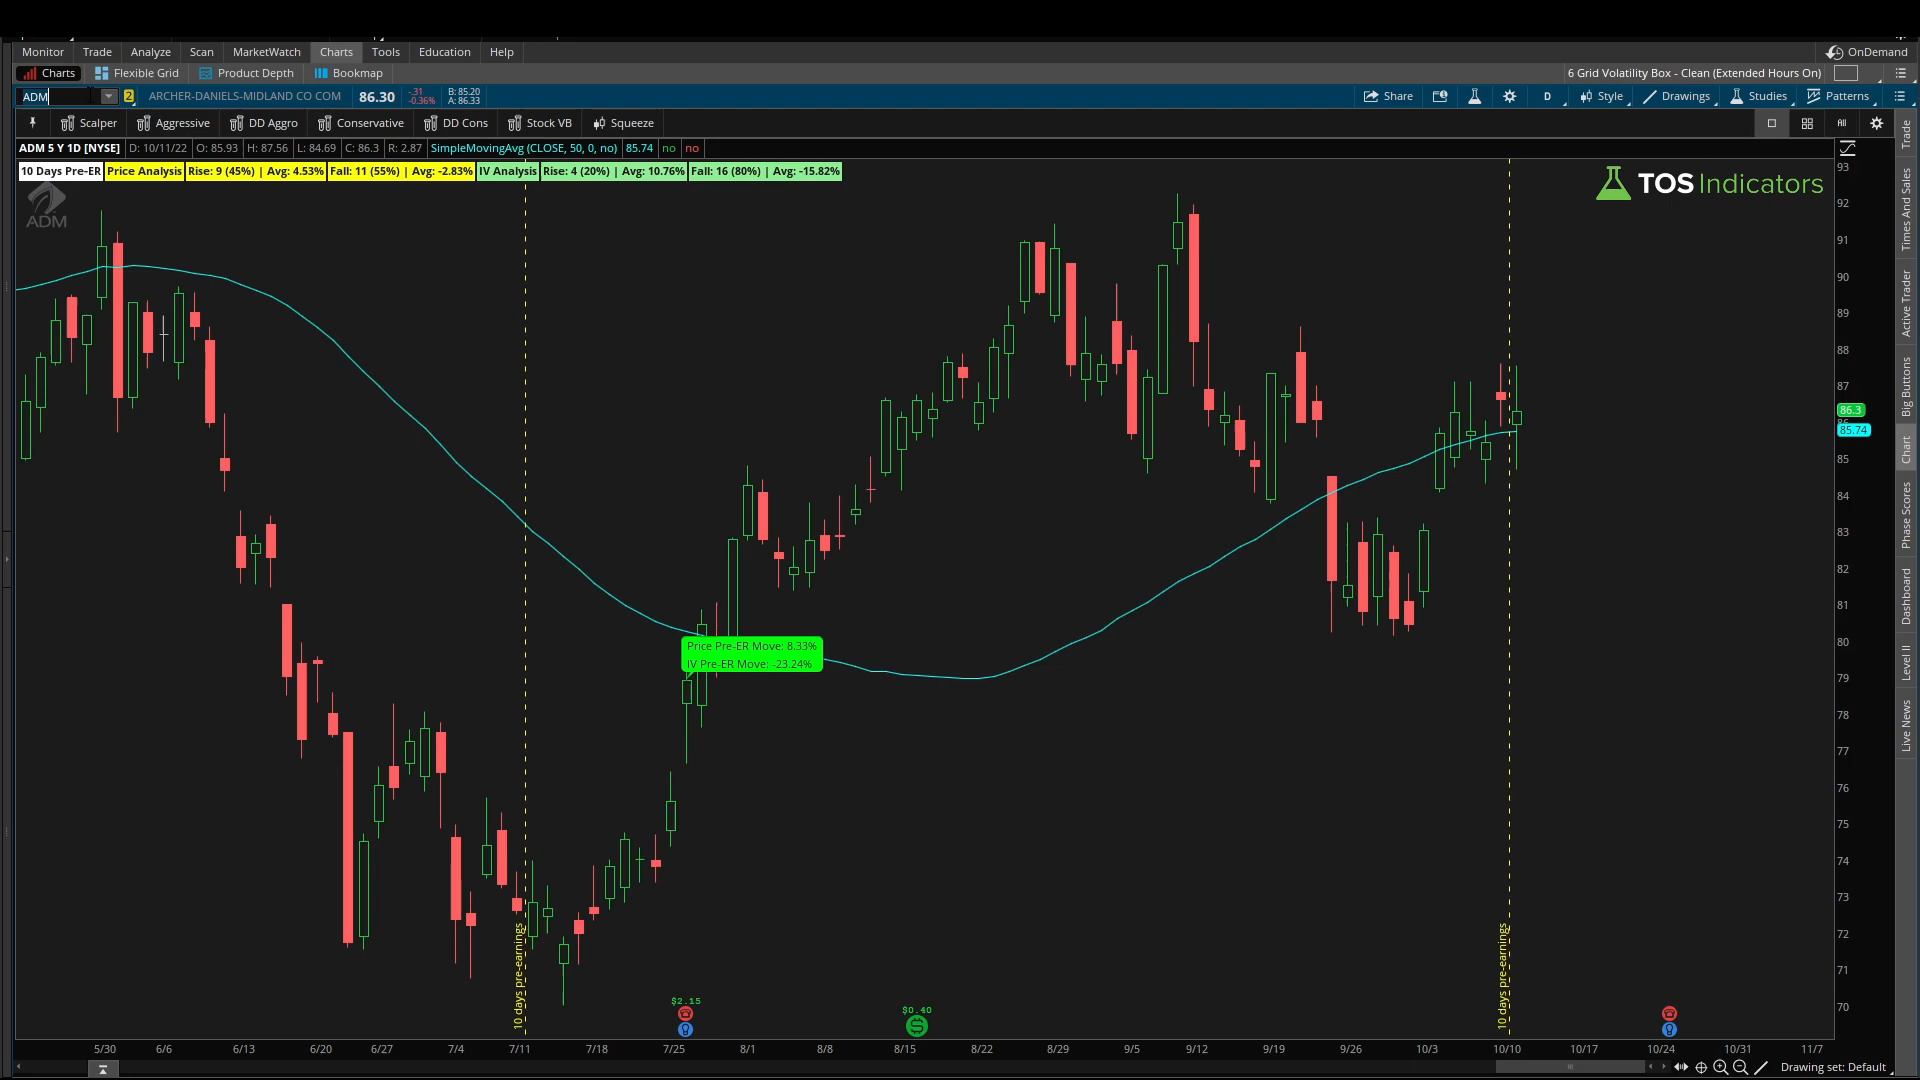 Monitor Trade Analyze Scan MarketWatch Charts Tools Education Help OnDemand
Charts Flexible Grid Product Depth Bookmap 6 Grid Volatility Box - Clean (Extended Hours On)
ADM 2 ARCHER-DANIELS-MIDLAND CO COM 86.30 -.31 -0.36% B: 85.20 A: 86.33 Share D Style Drawings Studies Patterns
Scalper Aggressive DD Aggro Conservative DD Cons Stock VB Squeeze All
ADM 5 Y 1D [NYSE] D: 10/11/22 O: 85.93 H: 87.56 L: 84.69 C: 86.3 R: 2.87 SimpleMovingAvg (CLOSE, 50, 0, no) 85.74 no no
10 Days Pre-ER Price Analysis Rise: 9 (45%) | Avg: 4.53% Fall: 11 (55%) | Avg: -2.83% IV Analysis Rise: 4 (20%) | Avg: 10.76% Fall: 16 (80%) | Avg: -15.82%
TOS Indicators
ADM
93
92
91
90
89
88
87
86.3
85.74
85
84
83
82
81
80
79
78
77
76
75
74
73
72
71
70
Price Pre-ER Move: 8.33%
IV Pre-ER Move: -23.24%
10 days pre-earnings
10 days pre-earnings
$2.15
$0.40
5/30 6/6 6/13 6/20 6/27 7/4 7/11 7/18 7/25 8/1 8/8 8/15 8/22 8/29 9/5 9/12 9/19 9/26 10/3 10/10 10/17 10/24 10/31 11/7
Drawing set: Default
Trade
Times And Sales
Active Trader
Big Buttons
Chart
Phase Scores
Dashboard
Level II
Live News